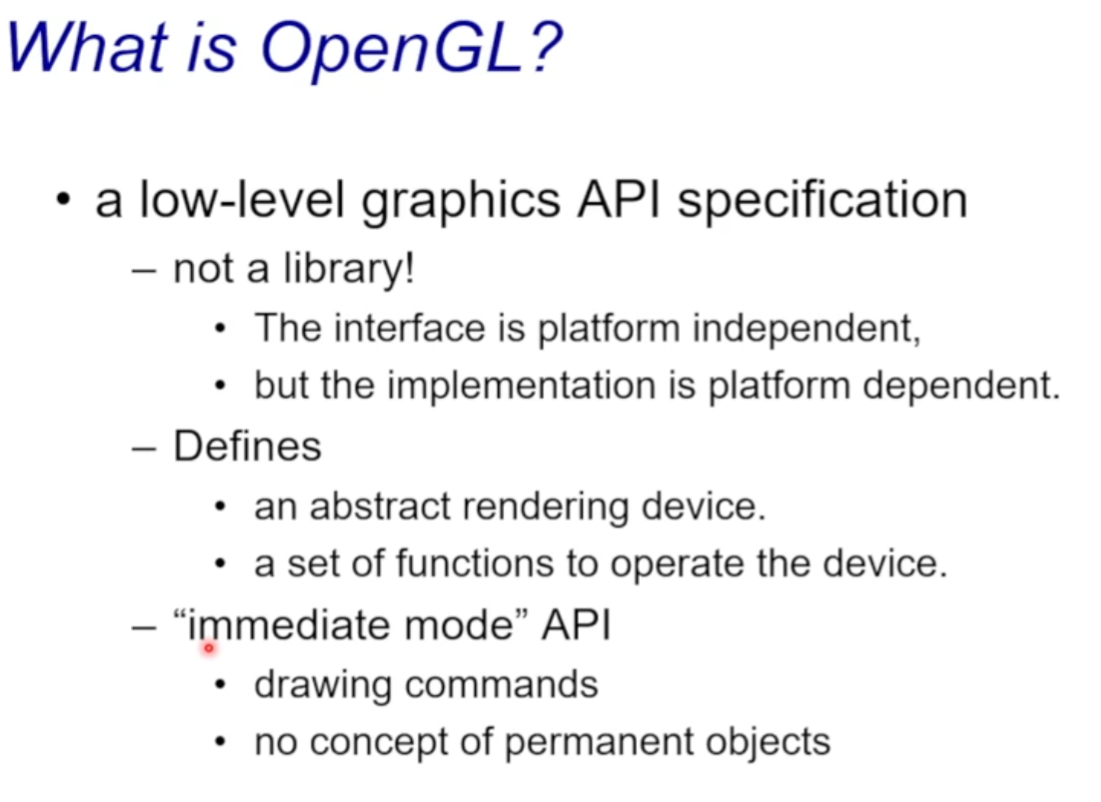 What is OpenGL?
• a low-level graphics API specification
– not a library!
• The interface is platform independent,
• but the implementation is platform dependent.
– Defines
• an abstract rendering device.
• a set of functions to operate the device.
– “immediate mode” API
• drawing commands
• no concept of permanent objects